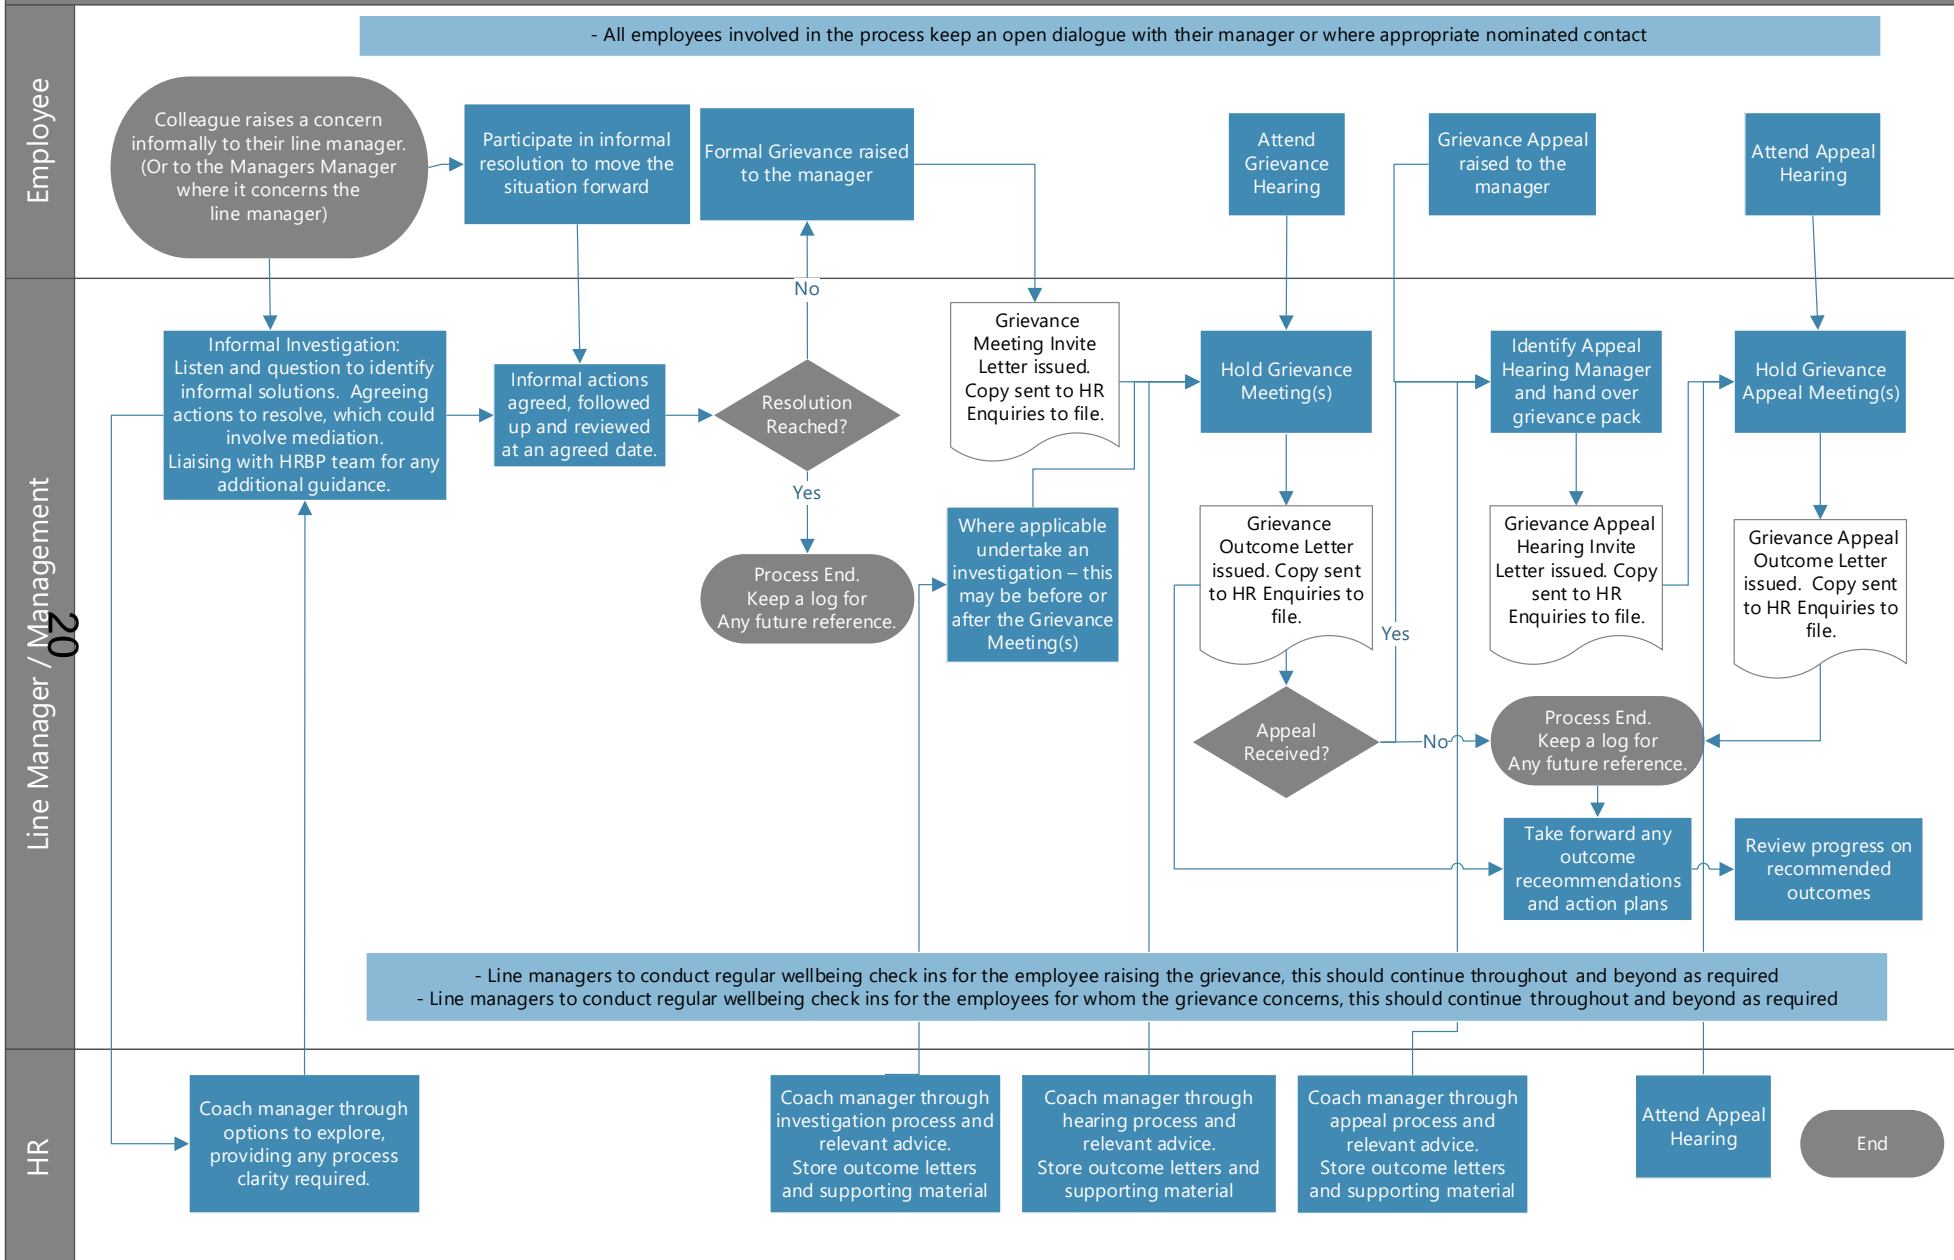 Employee
- All employees involved in the process keep an open dialogue with their manager or where appropriate nominated contact
Colleague raises a concern
informally to their line manager.
(Or to the Managers Manager
where it concerns the
line manager)
Participate in informal
resolution to move the
situation forward
Formal Grievance raised
to the manager
Attend
Grievance
Hearing
Grievance Appeal
raised to the
manager
Attend Appeal
Hearing
Line Manager / Management
20
Informal Investigation:
Listen and question to identify
informal solutions.  Agreeing
actions to resolve, which could
involve mediation.
Liaising with HRBP team for any
additional guidance.
Informal actions
agreed, followed
up and reviewed
at an agreed date.
No
Resolution
Reached?
Yes
Process End.
Keep a log for
Any future reference.
Grievance
Meeting Invite
Letter issued.
Copy sent to HR
Enquiries to file.
Where applicable
undertake an
investigation – this
may be before or
after the Grievance
Meeting(s)
Hold Grievance
Meeting(s)
Grievance
Outcome Letter
issued. Copy sent
to HR Enquiries to
file.
Appeal
Received?
Yes
No
Identify Appeal
Hearing Manager
and hand over
grievance pack
Grievance Appeal
Hearing Invite
Letter issued. Copy
sent to HR
Enquiries to file.
Process End.
Keep a log for
Any future reference.
Take forward any
outcome
receommendations
and action plans
Hold Grievance
Appeal Meeting(s)
Grievance Appeal
Outcome Letter
issued.  Copy sent
to HR Enquiries to
file.
Review progress on
recommended
outcomes
- Line managers to conduct regular wellbeing check ins for the employee raising the grievance, this should continue throughout and beyond as required
- Line managers to conduct regular wellbeing check ins for the employees for whom the grievance concerns, this should continue throughout and beyond as required
HR
Coach manager through
options to explore,
providing any process
clarity required.
Coach manager through
investigation process and
relevant advice.
Store outcome letters
and supporting material
Coach manager through
hearing process and
relevant advice.
Store outcome letters and
supporting material
Coach manager through
appeal process and
relevant advice.
Store outcome letters
and supporting material
Attend Appeal
Hearing
End